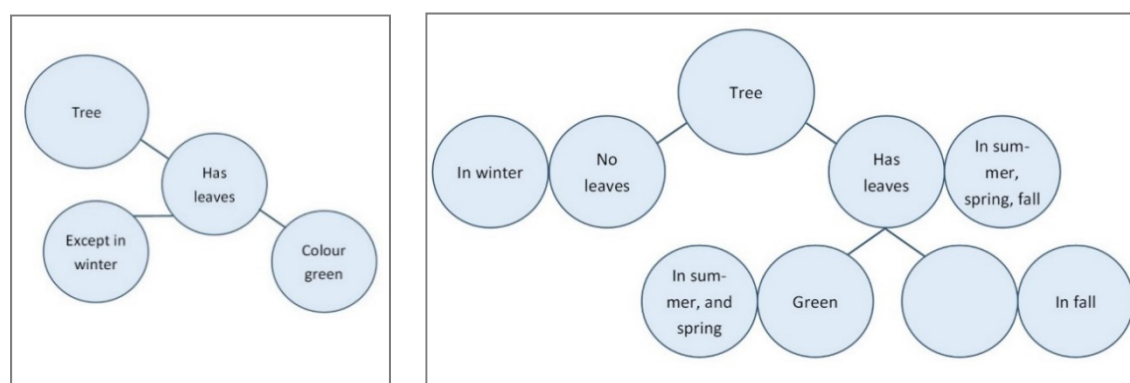 Tree
Has
leaves
Except in
winter
Colour
green
Tree
In winter
No
leaves
Has
leaves
In sum-
mer,
spring, fall
In sum-
mer, and
spring
Green
In fall